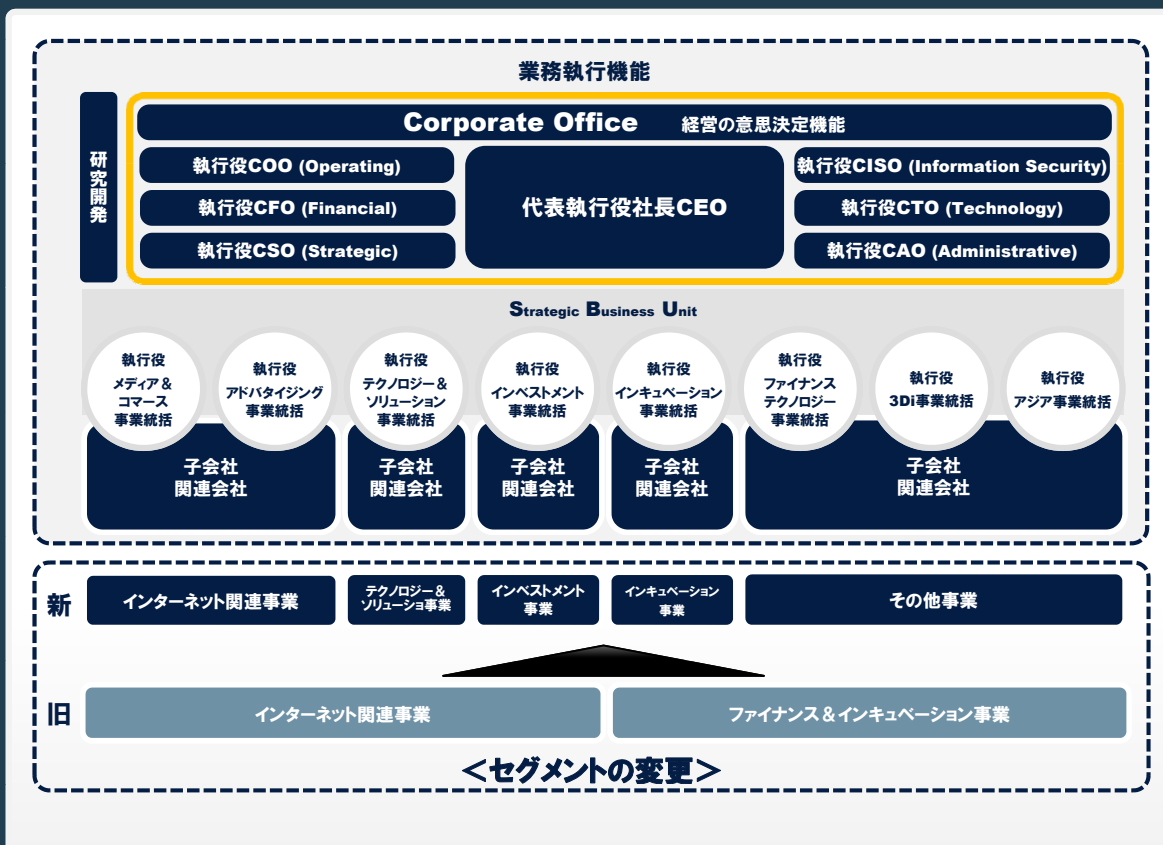 業務執行機能
研究開発
Corporate Office 経営の意思決定機能
執行役COO (Operating)
執行役CFO (Financial)
執行役CSO (Strategic)
代表執行役社長CEO
執行役CISO (Information Security)
執行役CTO (Technology)
執行役CAO (Administrative)
Strategic Business Unit
執行役
メディア＆
コマース
事業統括
執行役
アドバタイジング
事業統括
執行役
テクノロジー＆
ソリューション
事業統括
執行役
インベストメント
事業統括
執行役
インキュベーション
事業統括
執行役
ファイナンス
テクノロジー
事業統括
執行役
3Di事業統括
執行役
アジア事業統括
子会社
関連会社
子会社
関連会社
子会社
関連会社
子会社
関連会社
子会社
関連会社
新
インターネット関連事業
テクノロジー＆
ソリューショ事業
インベストメント
事業
インキュベーション
事業
その他事業
旧
インターネット関連事業
ファイナンス＆インキュベーション事業
＜セグメントの変更＞